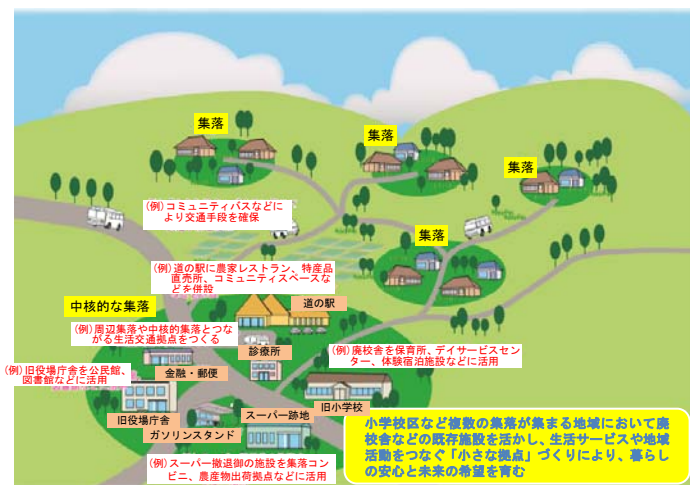 集落
集落
集落
(例)コミュニティバスなどに
より交通手段を確保
集落
(例)道の駅に農家レストラン、特産品
直売所、コミュニティスペースな
どを併設
中核的な集落
道の駅
(例)周辺集落や中核的集落とつな
がる生活交通拠点をつくる
診療所
(例)廃校舎を保育所、デイサービスセン
ター、体験宿泊施設などに活用
(例)旧役場庁舎を公民館、
図書館などに活用
金融・郵便
旧役場庁舎
スーパー跡地
旧小学校
ガソリンスタンド
小学校区など複数の集落が集まる地域において廃
校舎などの既存施設を活かし、生活サービスや地域
活動をつなぐ「小さな拠点」づくりにより、暮らし
の安心と未来の希望を育む
(例)スーパー撤退御の施設を集落コン
ビニ、農産物出荷拠点などに活用